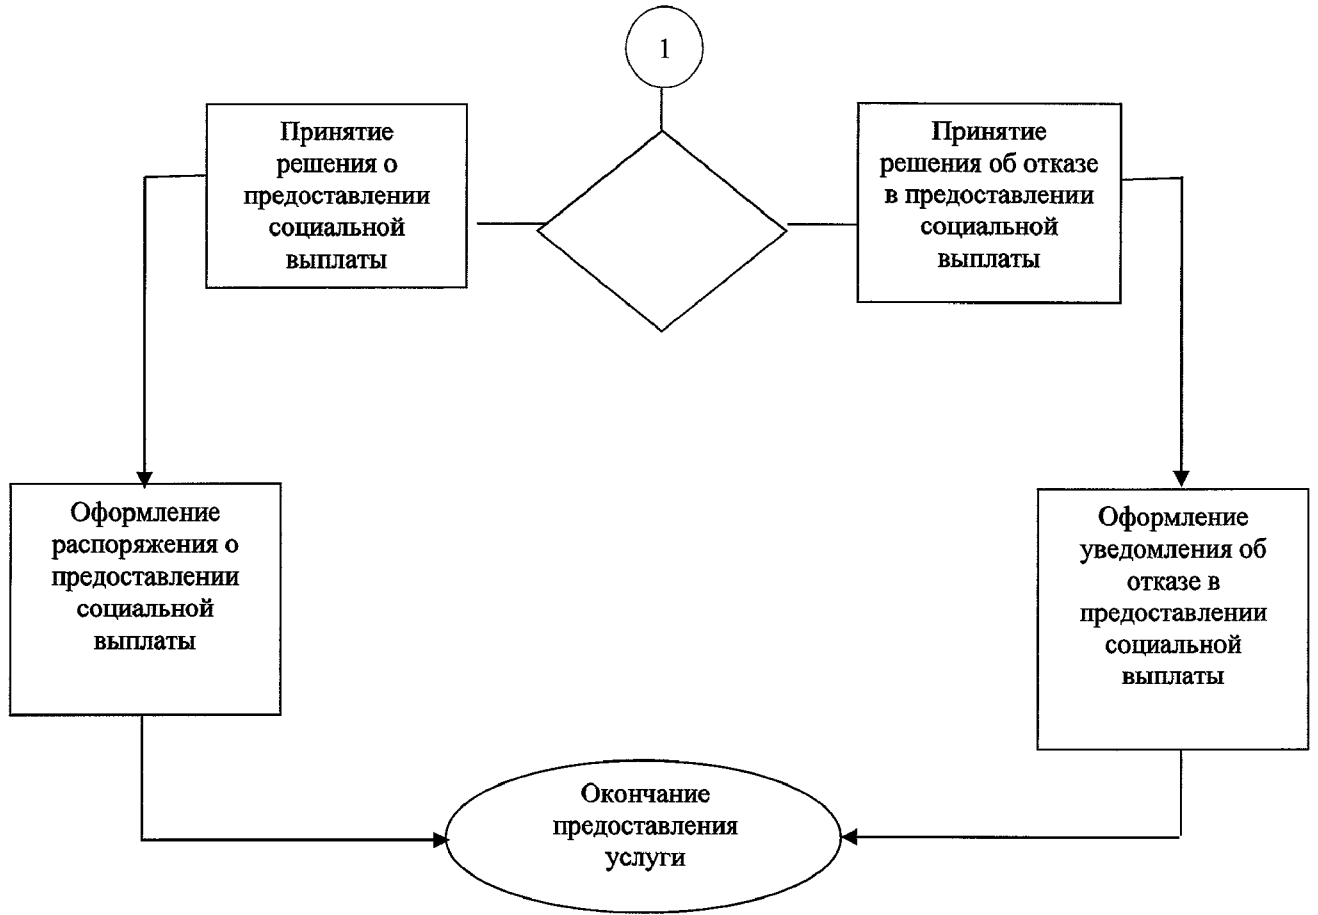 1
Принятие
решения о
предоставлении
социальной
выплаты
Принятие
решения об отказе
в предоставлении
социальной
выплаты
Оформление
распоряжения о
предоставлении
социальной
выплаты
Оформление
уведомления об
отказе в
предоставлении
социальной
выплаты
Окончание
предоставления
услуги